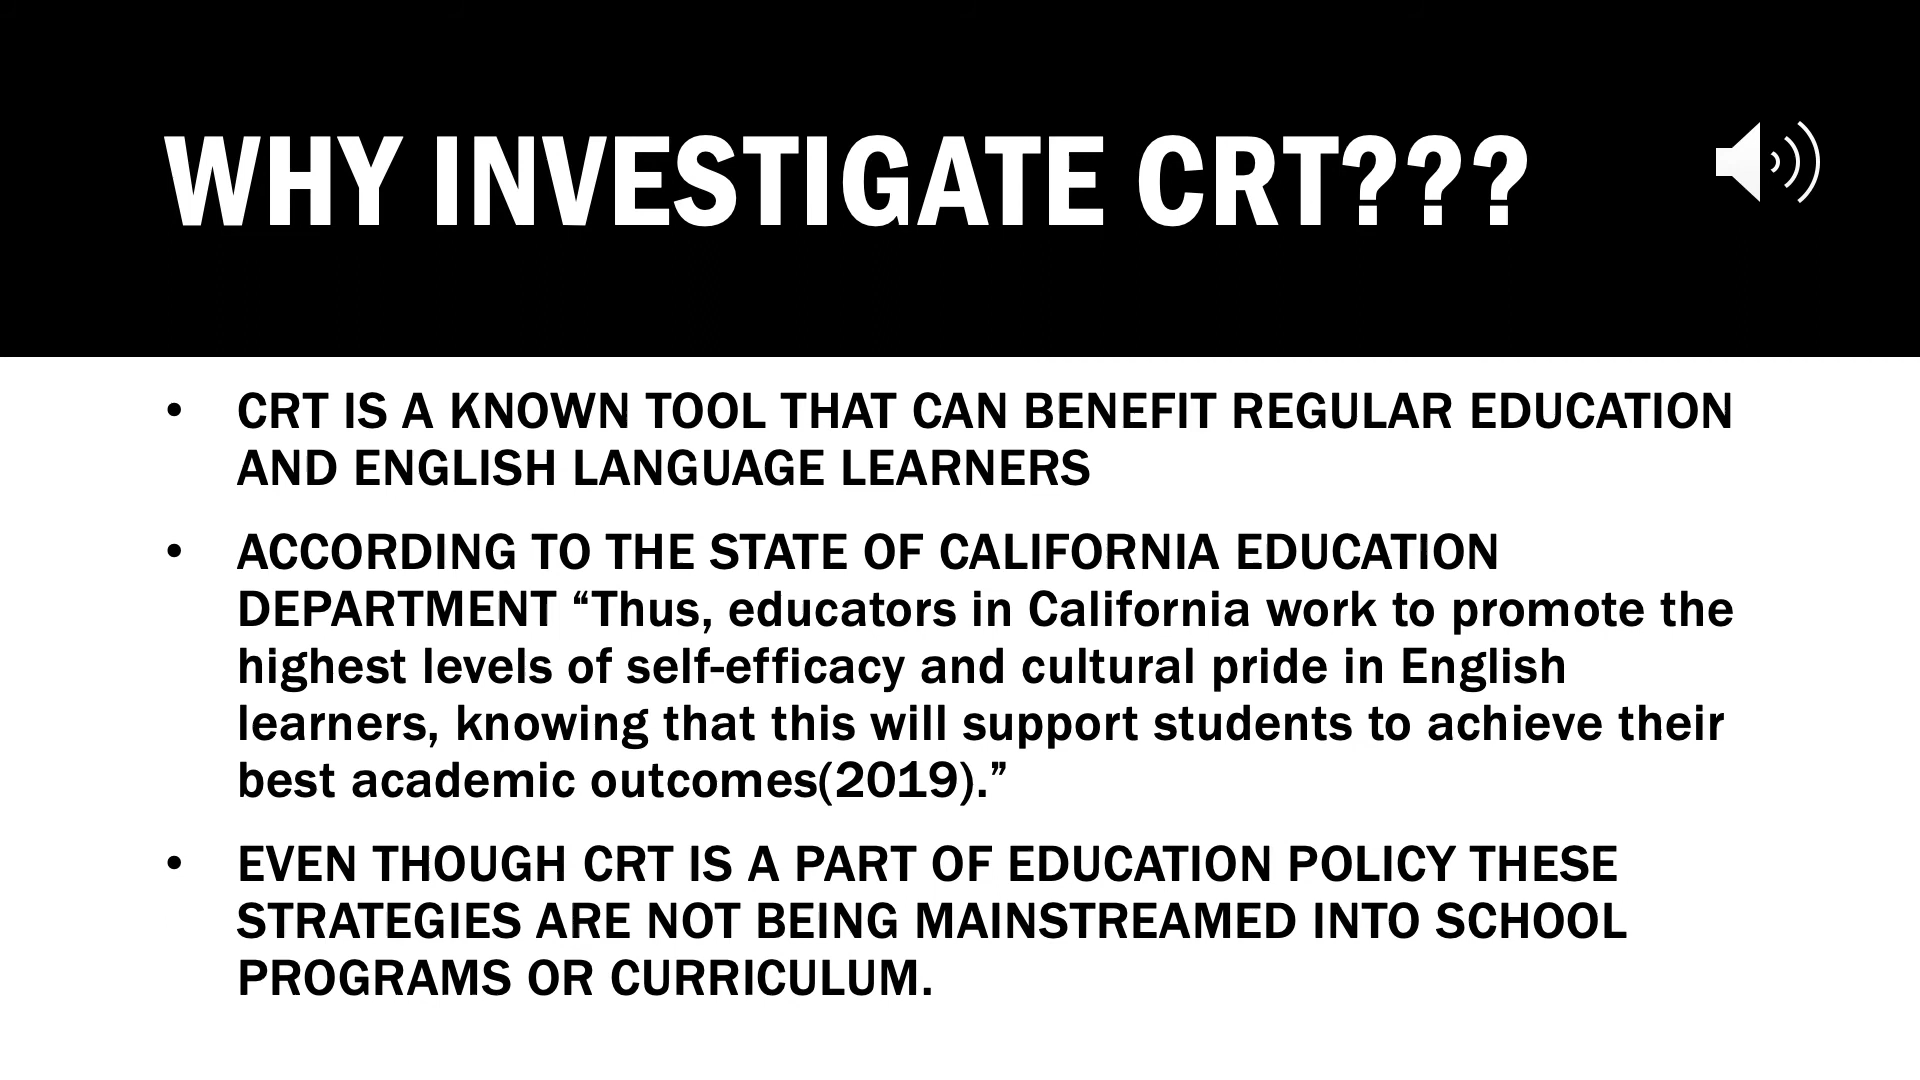 WHY INVESTIGATE CRT???
• CRT IS A KNOWN TOOL THAT CAN BENEFIT REGULAR EDUCATION
AND ENGLISH LANGUAGE LEARNERS
• ACCORDING TO THE STATE OF CALIFORNIA EDUCATION
DEPARTMENT “Thus, educators in California work to promote the
highest levels of self-efficacy and cultural pride in English
learners, knowing that this will support students to achieve their
best academic outcomes(2019).”
• EVEN THOUGH CRT IS A PART OF EDUCATION POLICY THESE
STRATEGIES ARE NOT BEING MAINSTREAMED INTO SCHOOL
PROGRAMS OR CURRICULUM.